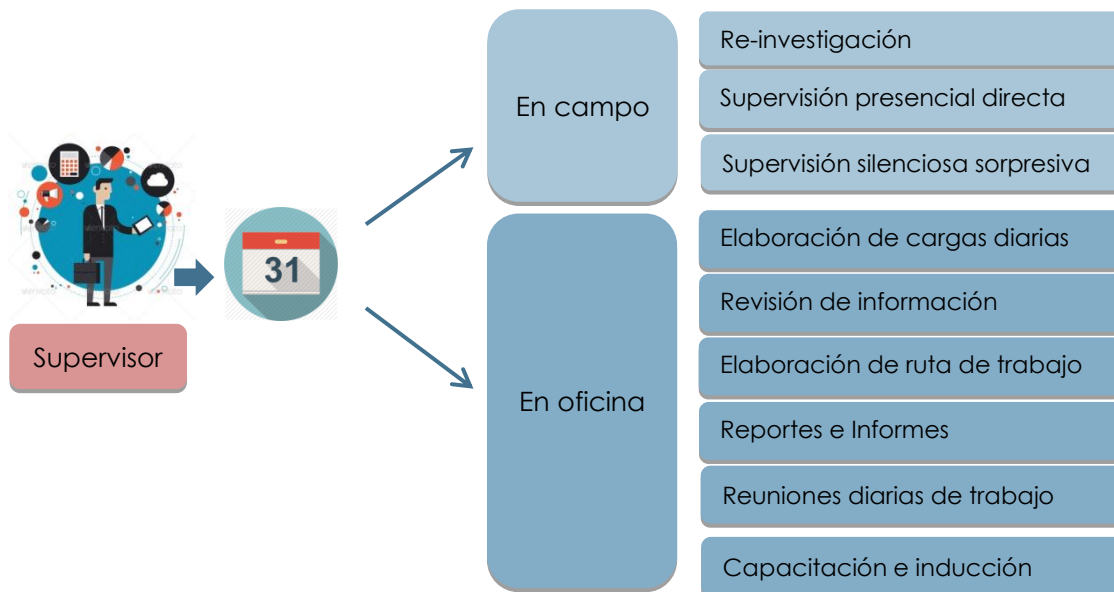 En campo
Re-investigación
Supervisión presencial directa
Supervisión silenciosa sorpresiva
31
Supervisor
En oficina
Elaboración de cargas diarias
Revisión de información
Elaboración de ruta de trabajo
Reportes e Informes
Reuniones diarias de trabajo
Capacitación e inducción